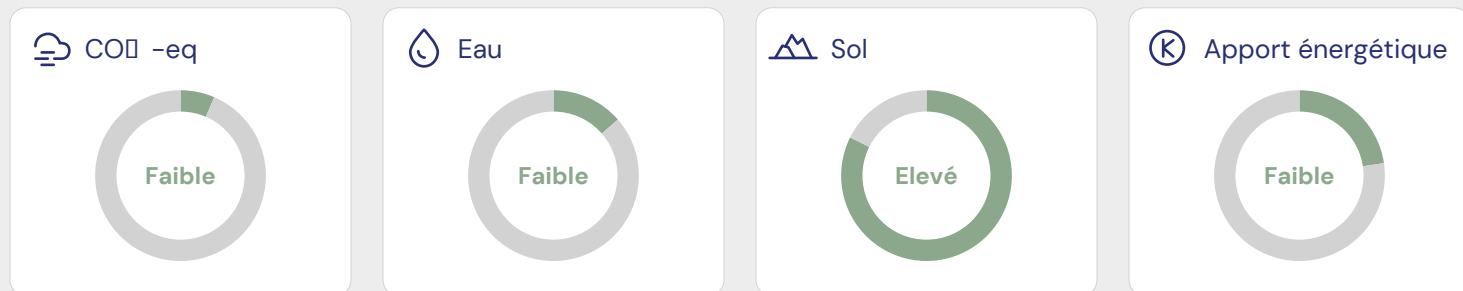 CO▯ -eq
Eau
Sol
Apport énergétique
Faible
Faible
Elevé
Faible